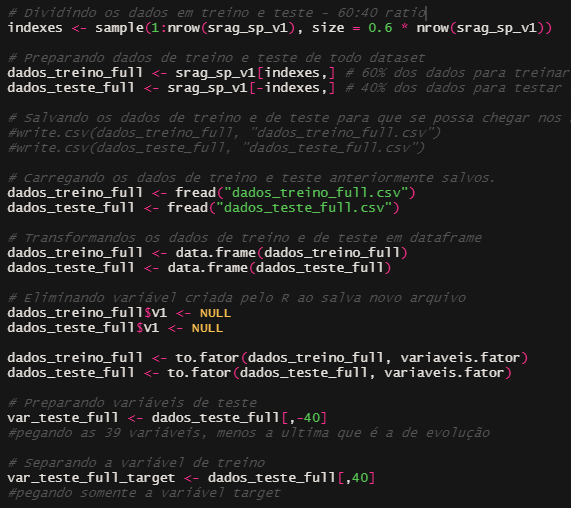 # Dividindo os dados em treino e teste - 60:40 ratio
indexes <- sample(1:nrow(srag_sp_v1), size = 0.6 * nrow(srag_sp_v1))
# Preparando dados de treino e teste de todo dataset
dados_treino_full <- srag_sp_v1[indexes,] # 60% dos dados para treinar
dados_teste_full <- srag_sp_v1[-indexes,] # 40% dos dados para testar
# Salvando os dados de treino e de teste para que se possa chegar nos
#write.csv(dados_treino_full, "dados_treino_full.csv")
#write.csv(dados_teste_full, "dados_teste_full.csv")
# Carregando os dados de treino e teste anteriormente salvos.
dados_treino_full <- fread("dados_treino_full.csv")
dados_teste_full <- fread("dados_teste_full.csv")
# Transformandos os dados de treino e de teste em dataframe
dados_treino_full <- data.frame(dados_treino_full)
dados_teste_full <- data.frame(dados_teste_full)
# Eliminando variável criada pelo R ao salva novo arquivo
dados_treino_full$V1 <- NULL
dados_teste_full$V1 <- NULL
dados_treino_full <- to.fator(dados_treino_full, variaveis.fator)
dados_teste_full <- to.fator(dados_teste_full, variaveis.fator)
# Preparando variáveis de teste
var_teste_full <- dados_teste_full[,-40]
#pegando as 39 variáveis, menos a ultima que é a de evolução
# Separando a variável de treino
var_teste_full_target <- dados_teste_full[,40]
#pegando somente a variável target